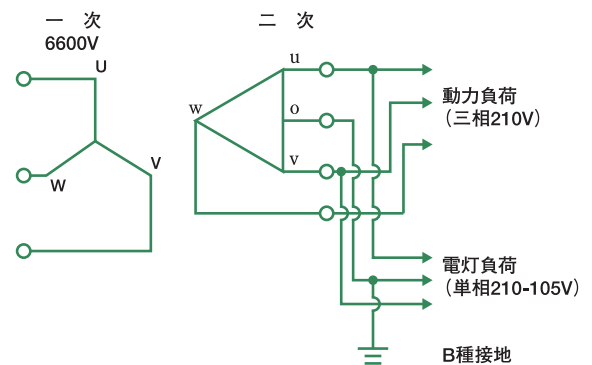 一 次
6600V
U
W
V
二 次
u
w
o
v
動力負荷
(三相210V)
電灯負荷
(単相210-105V)
B種接地